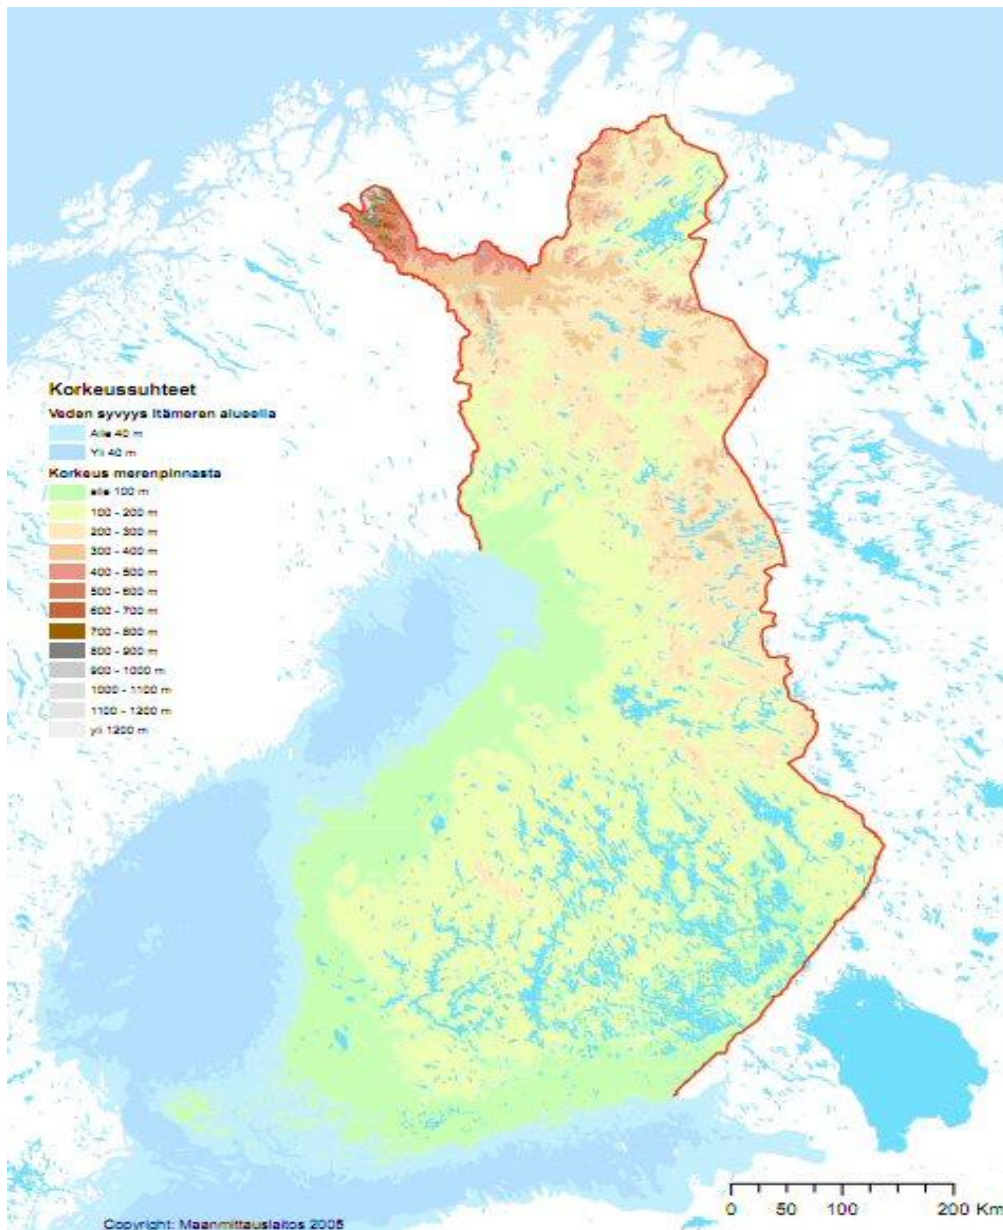 Korkeussuhteet
Veden syvyys Itämeren alueella
Alle 40 m
Yli 40 m
Korkeus merenpinnasta
alle 100 m
100 - 200 m
200 - 300 m
300 - 400 m
400 - 500 m
500 - 600 m
600 - 700 m
700 - 800 m
800 - 900 m
900 - 1000 m
1000 - 1100 m
1100 - 1200 m
yli 1200 m
0 50 100 200 Km
Copyright: Maanmittauslaitos 2005